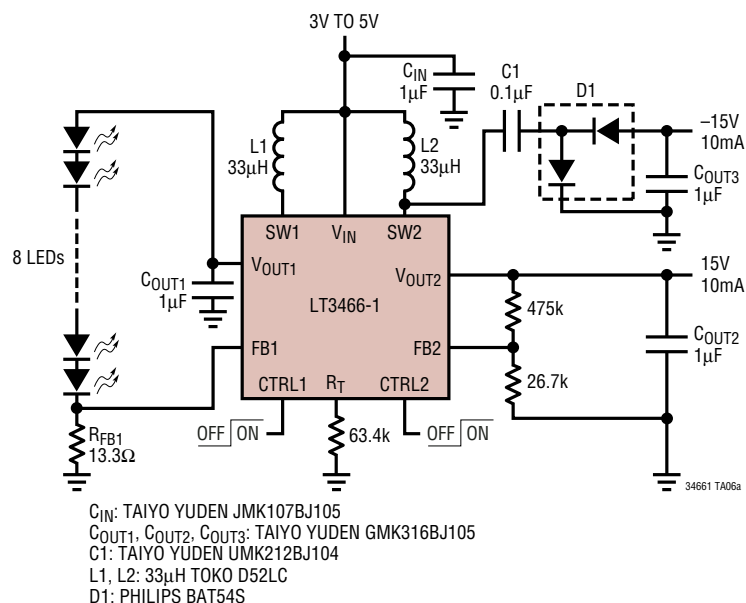 3V TO 5V
CIN
1µF
C1
0.1µF
D1
–15V
10mA
L1
33µH
L2
33µH
COUT3
1µF
SW1
VIN
SW2
8 LEDs
VOUT1
COUT1
1µF
VOUT2
15V
10mA
LT3466-1
475k
COUT2
1µF
FB1
FB2
26.7k
CTRL1
RT
CTRL2
RFB1
13.3Ω
OFF ON
63.4k
OFF ON
34661 TA06a
CIN: TAIYO YUDEN JMK107BJ105
COUT1, COUT2, COUT3: TAIYO YUDEN GMK316BJ105
C1: TAIYO YUDEN UMK212BJ104
L1, L2: 33µH TOKO D52LC
D1: PHILIPS BAT54S